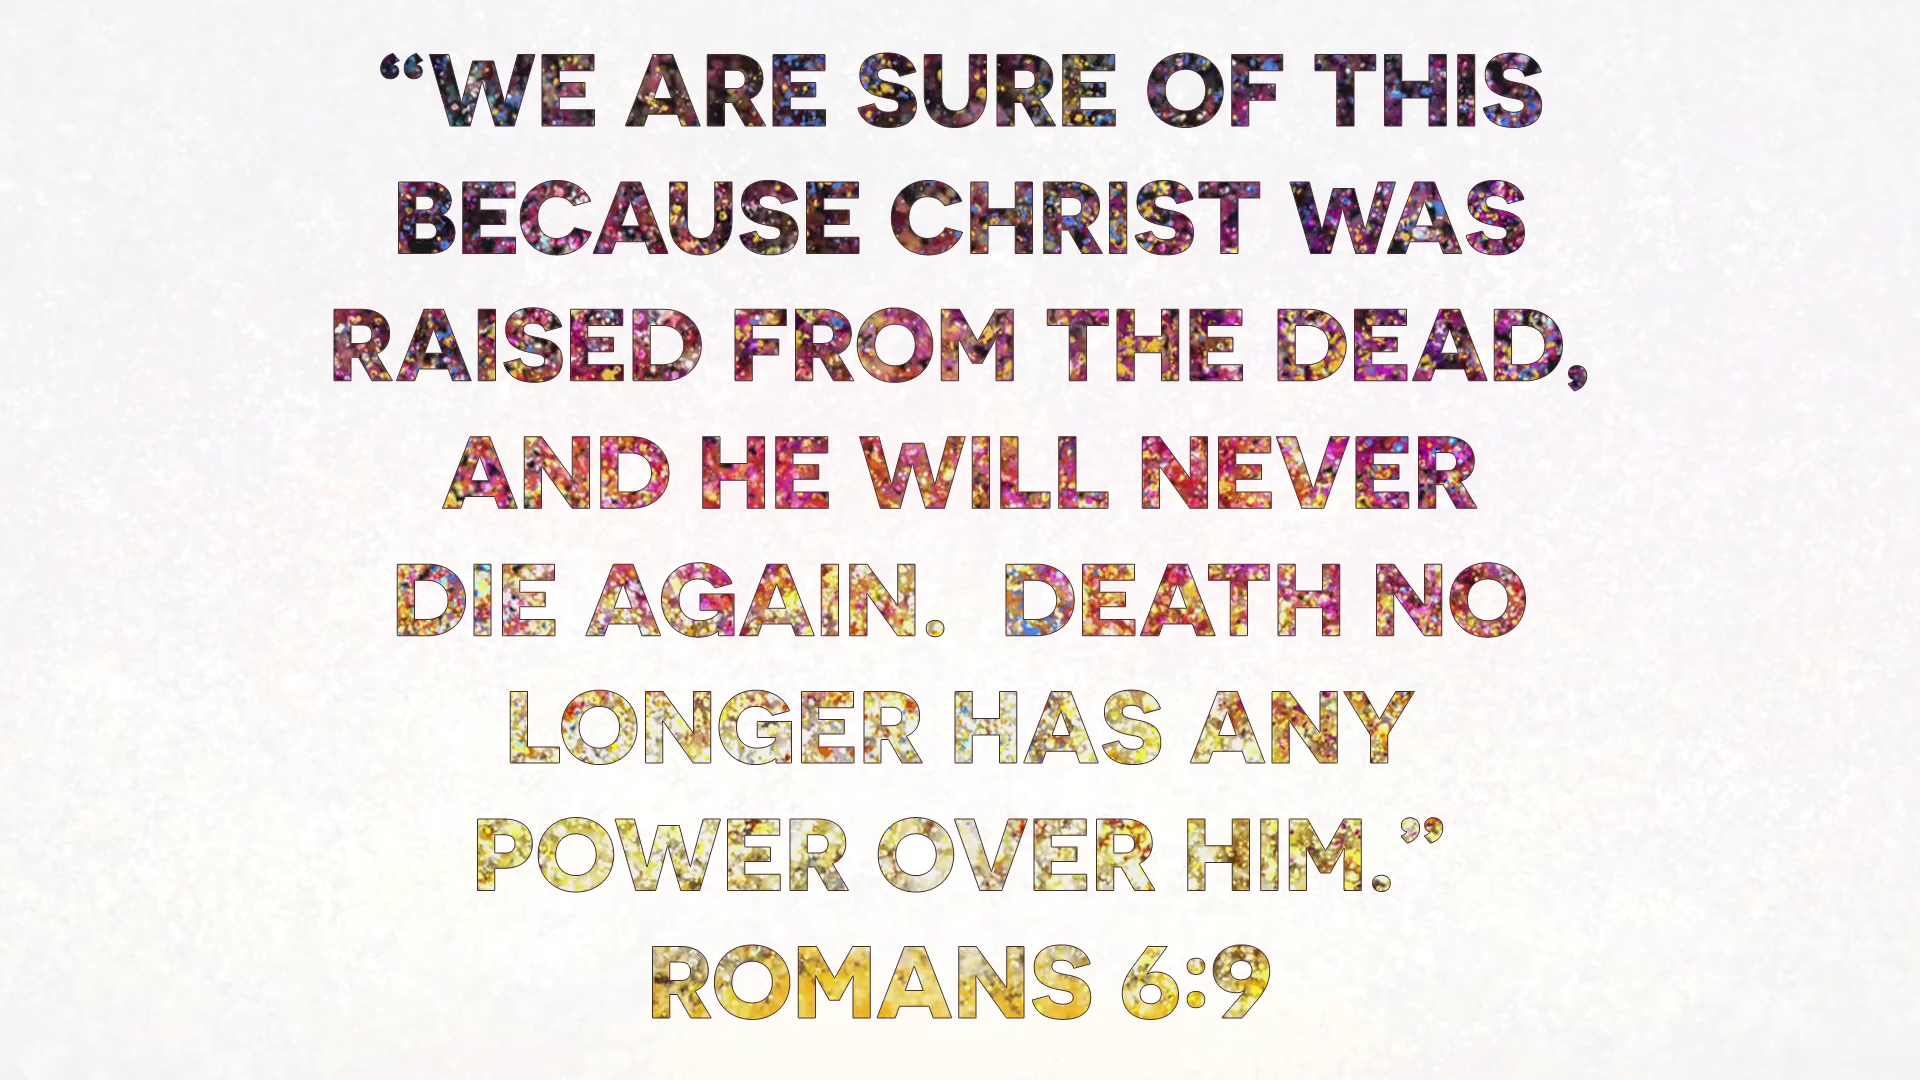 “WE ARE SURE OF THIS
BECAUSE CHRIST WAS
RAISED FROM THE DEAD,
AND HE WILL NEVER
DIE AGAIN.  DEATH NO
LONGER HAS ANY
POWER OVER HIM.”
ROMANS 6:9